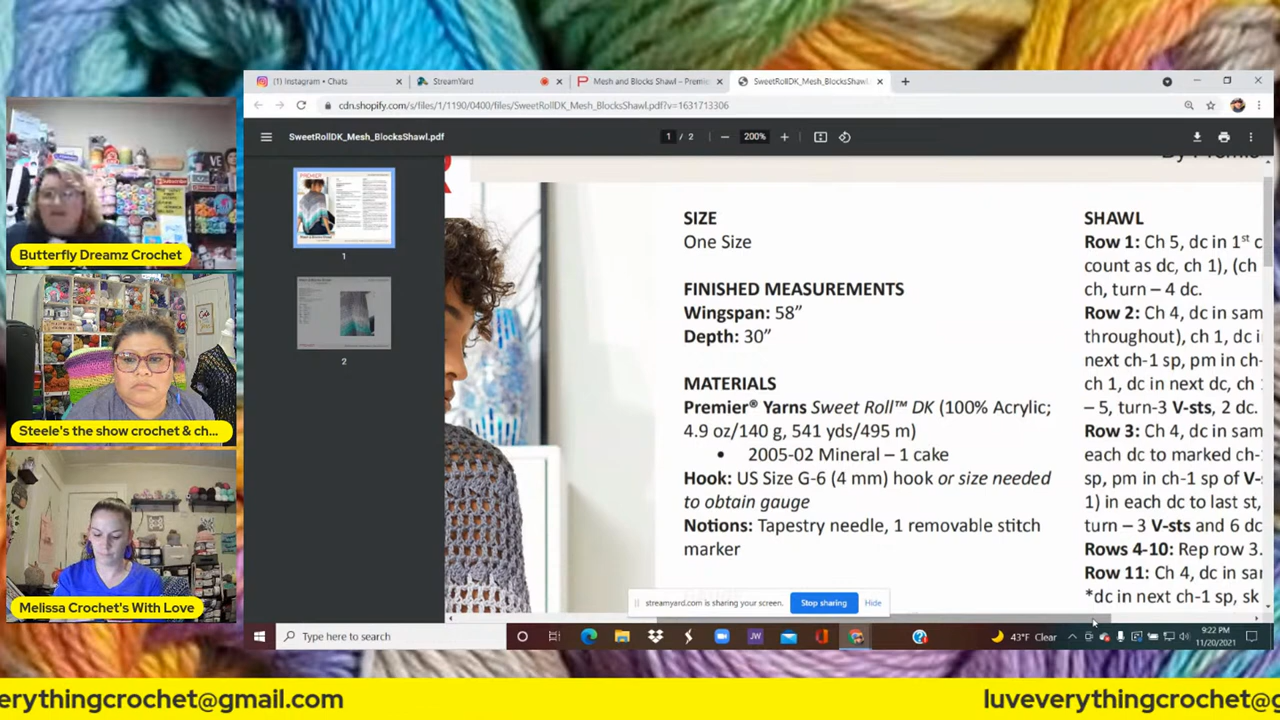 (1) Instagram • Chats
StreamYard
Mesh and Blocks Shawl – Premie
SweetRollDK_Mesh_BlocksShawl.
cdn.shopify.com/s/files/1/1190/0400/files/SweetRollDK_Mesh_BlocksShawl.pdf?v=1631713306
SweetRollDK_Mesh_BlocksShawl.pdf
1 / 2
200%
1
2
SIZE
One Size
FINISHED MEASUREMENTS
Wingspan: 58”
Depth: 30”
MATERIALS
Premier® Yarns Sweet Roll™ DK (100% Acrylic;
4.9 oz/140 g, 541 yds/495 m)
• 2005-02 Mineral – 1 cake
Hook: US Size G-6 (4 mm) hook or size needed
to obtain gauge
Notions: Tapestry needle, 1 removable stitch
marker
SHAWL
Row 1: Ch 5, dc in 1st c
count as dc, ch 1), (ch
ch, turn – 4 dc.
Row 2: Ch 4, dc in sam
throughout), ch 1, dc i
next ch-1 sp, pm in ch-
ch 1, dc in next dc, ch
– 5, turn-3 V-sts, 2 dc.
Row 3: Ch 4, dc in sam
each dc to marked ch-
sp, pm in ch-1 sp of V-
1) in each dc to last st,
turn – 3 V-sts and 6 dc
Rows 4-10: Rep row 3.
Row 11: Ch 4, dc in sa
*dc in next ch-1 sp, sk
streamyard.com is sharing your screen.
Stop sharing
Hide
Type here to search
JW
43°F Clear
9:22 PM
11/20/2021
Butterfly Dreamz Crochet
Steele's the show crochet & ch...
Melissa Crochet's With Love
erythingcrochet@gmail.com
luveverythingcrochet@g